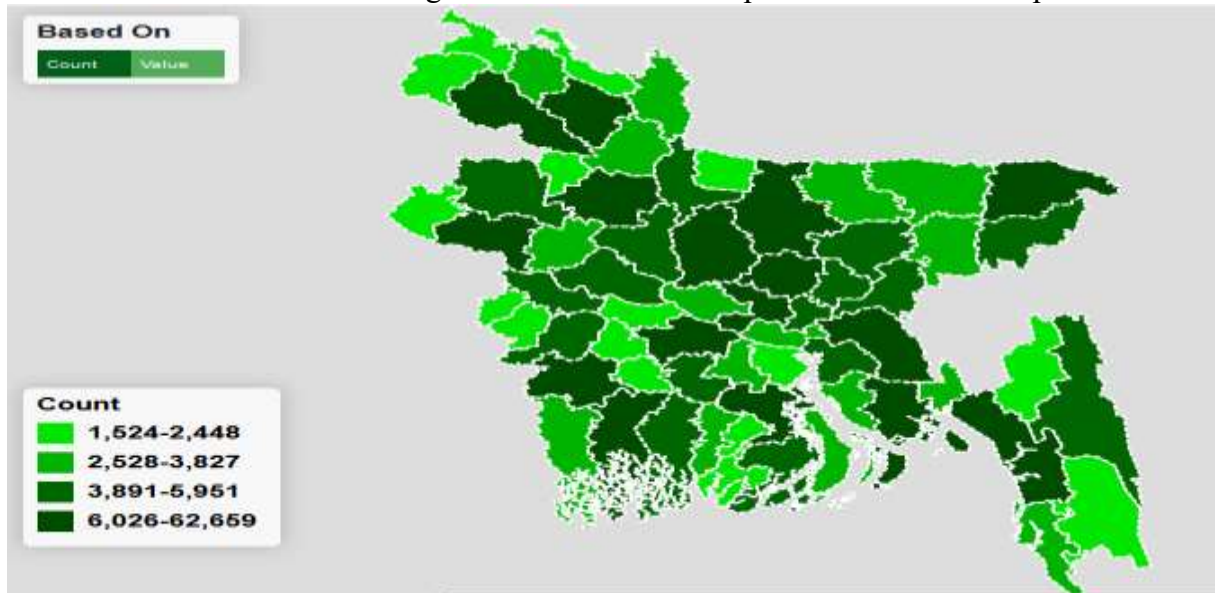 Based On
Count Value
Count
1,524-2,448
2,528-3,827
3,891-5,951
6,026-62,659